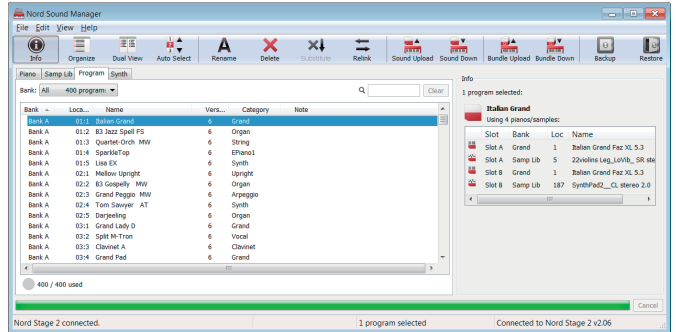 Nord Sound Manager
File Edit View Help
Info Organize Dual View Auto Select Rename Delete Substitute Relink Sound Upload Sound Down Bundle Upload Bundle Down Backup Restore
Piano Samp Lib Program Synth
Bank: All 400 program: Clear
Bank Loca... Name Vers... Category Note
Bank A 01:1 Italian Grand 6 Grand
Bank A 01:2 B3 Jazz Spell FS 6 Organ
Bank A 01:3 Quartet-Orch MW 6 String
Bank A 01:4 SparkleTop 6 EPiano1
Bank A 01:5 Lisa EX 6 Synth
Bank A 02:1 Mellow Upright 6 Upright
Bank A 02:2 B3 Gospelly MW 6 Organ
Bank A 02:3 Grand Peggio MW 6 Arpeggio
Bank A 02:4 Tom Sawyer AT 6 Synth
Bank A 02:5 Darjeeling 6 Organ
Bank A 03:1 Grand Lady D 6 Grand
Bank A 03:2 Split M-Tron 6 Vocal
Bank A 03:3 Clavinet A 6 Clavinet
Bank A 03:4 Grand Pad 6 Grand
400 / 400 used
Info
1 program selected:
Italian Grand
Using 4 pianos/samples:
Slot Bank Loc Name
Slot A Grand 1 Italian Grand Faz XL 5.3
Slot A Samp Lib 5 22violins Leg_LoVib_ SR ste
Slot B Grand 1 Italian Grand Faz XL 5.3
Slot B Samp Lib 187 SynthPad2__CL stereo 2.0
Cancel
Nord Stage 2 connected. 1 program selected Connected to Nord Stage 2 v2.06